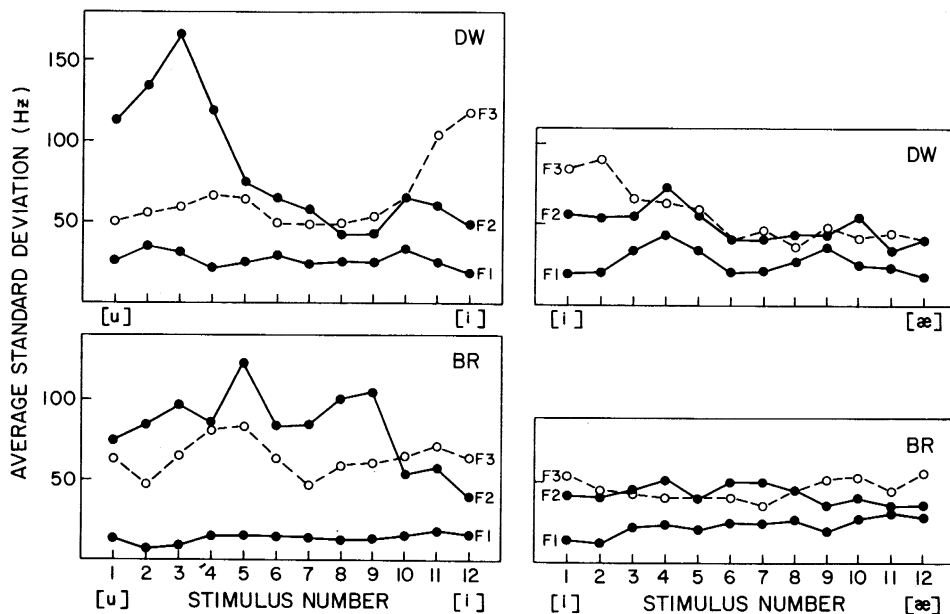 AVERAGE STANDARD DEVIATION (Hz)
150
100
50
DW
F3
F2
F1
[u] [i]
DW
F3
F2
F1
[i] [æ]
100
50
BR
F3
F2
F1
1 2 3 4 5 6 7 8 9 10 11 12
[u] STIMULUS NUMBER [i]
BR
F3
F2
F1
1 2 3 4 5 6 7 8 9 10 11 12
[i] STIMULUS NUMBER [æ]